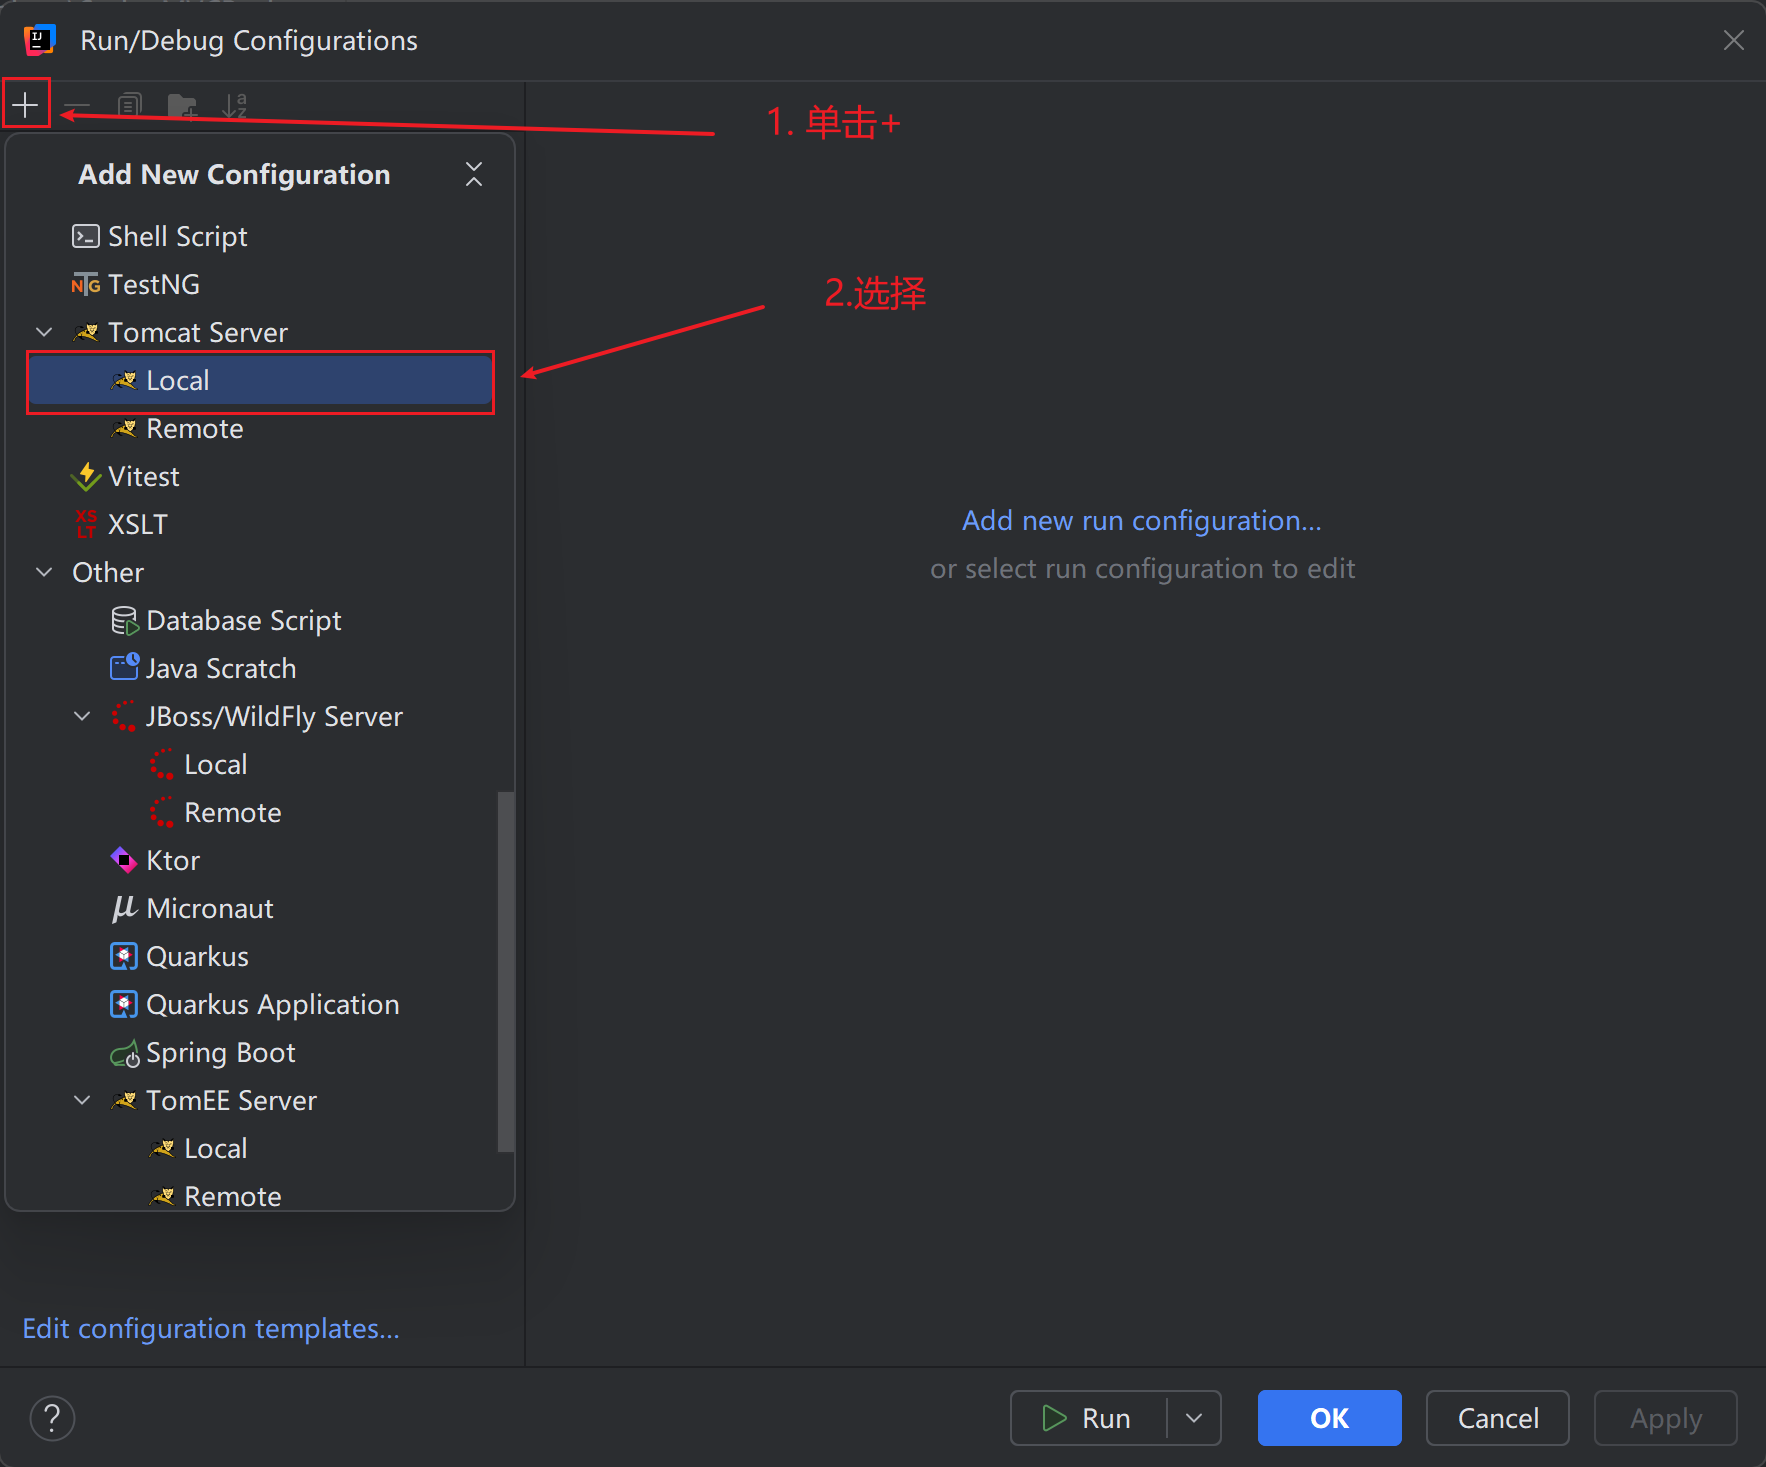 Run/Debug Configurations
1. 单击+
Add New Configuration
Shell Script
TestNG
2.选择
Tomcat Server
Local
Remote
Vitest
XSLT
Other
Database Script
Java Scratch
JBoss/WildFly Server
Local
Remote
Ktor
Micronaut
Quarkus
Quarkus Application
Spring Boot
TomEE Server
Local
Remote
Add new run configuration...
or select run configuration to edit
Edit configuration templates...
?
Run
OK
Cancel
Apply